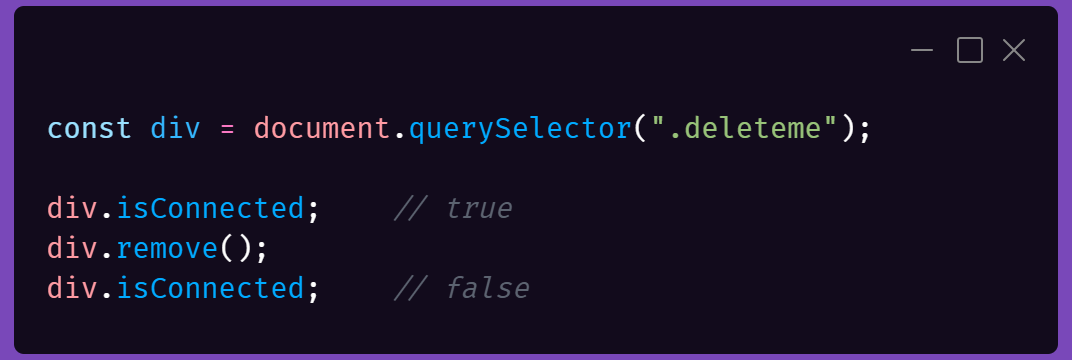 const div = document.querySelector(".deleteme");
div.isConnected;    // true
div.remove();
div.isConnected;    // false